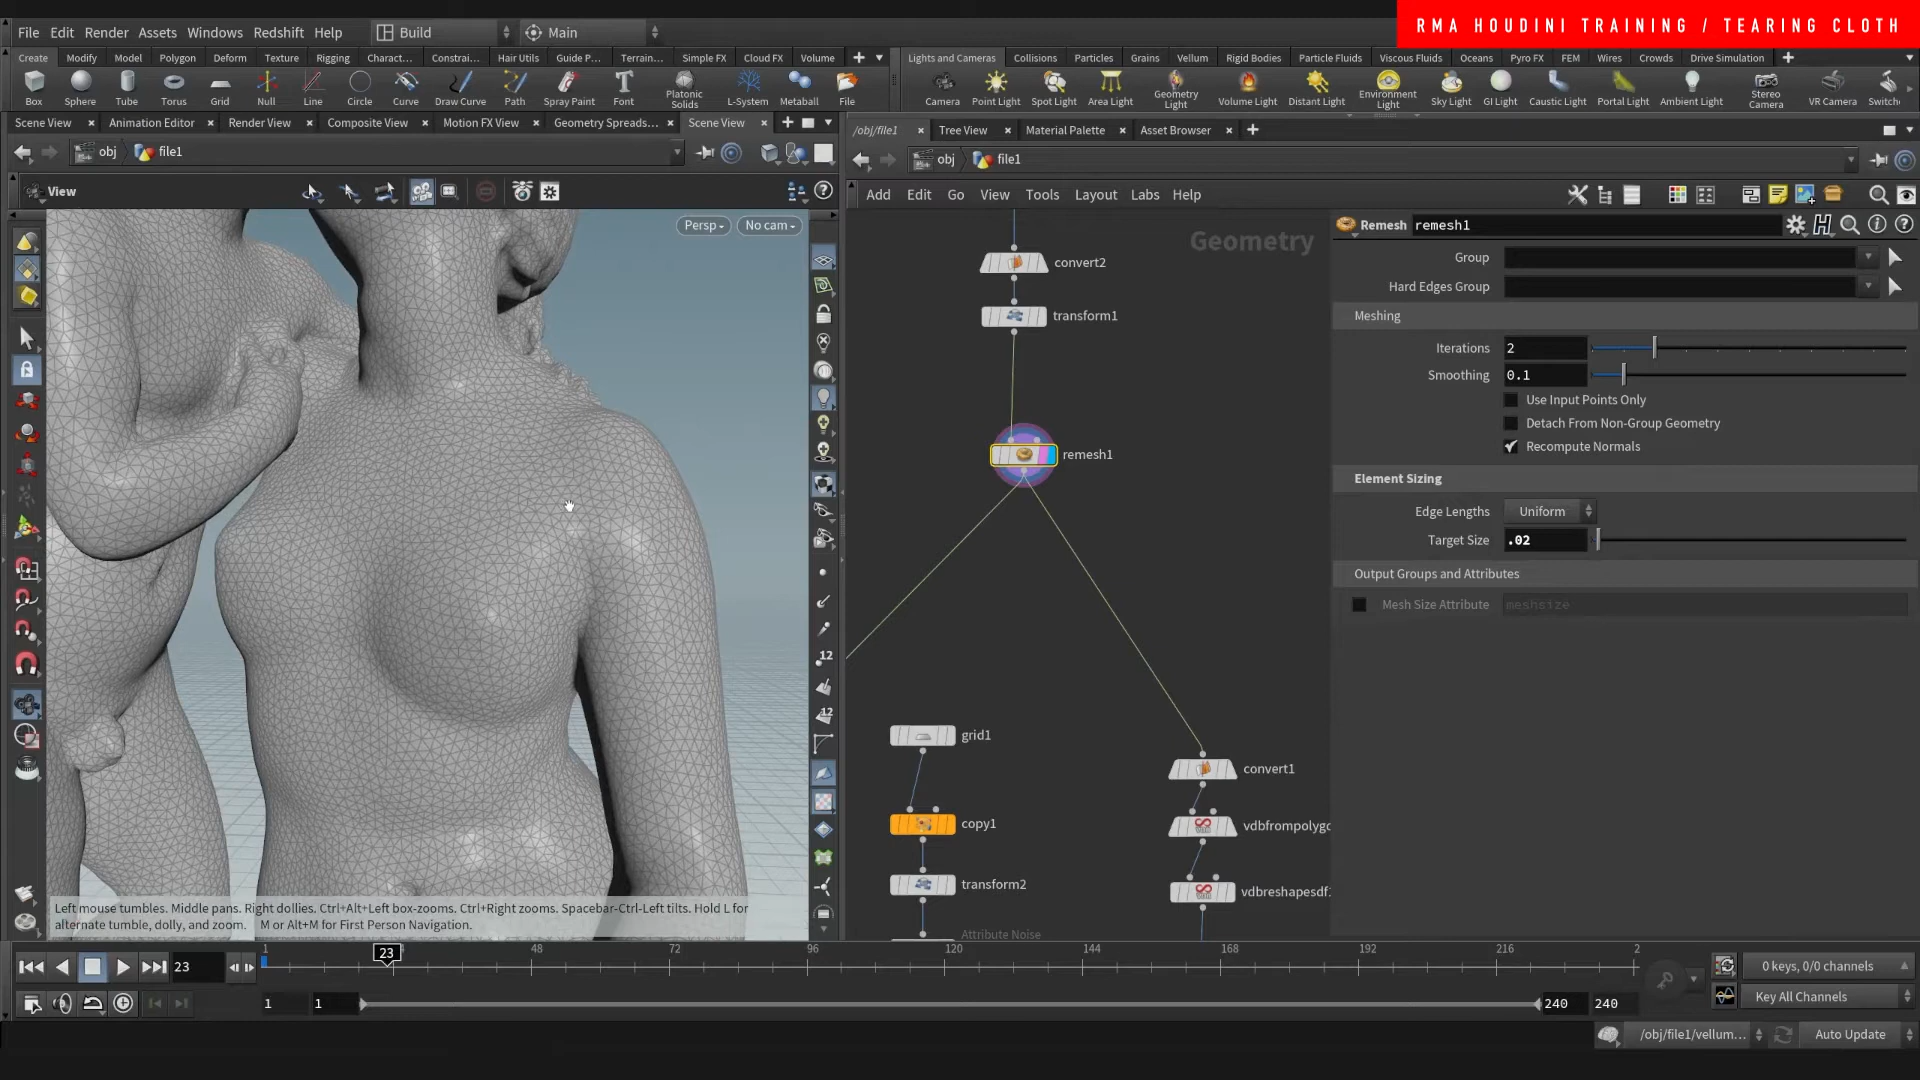 RMA HOUDINI TRAINING / TEARING CLOTH
File Edit Render Assets Windows Redshift Help Build Main
Create Modify Model Polygon Deform Texture Rigging Charact... Constrai... Hair Utils Guide P... Terrain... Simple FX Cloud FX Volume
Lights and Cameras Collisions Particles Grains Vellum Rigid Bodies Particle Fluids Viscous Fluids Oceans Pyro FX FEM Wires Crowds Drive Simulation
Box Sphere Tube Torus Grid Null Line Circle Curve Draw Curve Path Spray Paint Font Platonic Solids L-System Metaball File
Camera Point Light Spot Light Area Light Geometry Light Volume Light Distant Light Environment Light Sky Light GI Light Caustic Light Portal Light Ambient Light Stereo Camera VR Camera Switch
Scene View Animation Editor Render View Composite View Motion FX View Geometry Spreads... Scene View
/obj/file1 Tree View Material Palette Asset Browser
obj file1
obj file1
View
Add Edit Go View Tools Layout Labs Help
Persp No cam
Geometry
convert2
transform1
remesh1
grid1
copy1
transform2
Attribute Noise
convert1
vdbfrompolygo
vdbreshapesdf1
Remesh remesh1
Group
Hard Edges Group
Meshing
Iterations 2
Smoothing 0.1
Use Input Points Only
Detach From Non-Group Geometry
Recompute Normals
Element Sizing
Edge Lengths Uniform
Target Size .02
Output Groups and Attributes
Mesh Size Attribute meshsize
12
12
Left mouse tumbles. Middle pans. Right dollies. Ctrl+Alt+Left box-zooms. Ctrl+Right zooms. Spacebar-Ctrl-Left tilts. Hold L for
alternate tumble, dolly, and zoom. M or Alt+M for First Person Navigation.
1 23 48 72 96 120 144 168 192 216 2
23
0 keys, 0/0 channels
1 1 240 240
Key All Channels
/obj/file1/vellum... Auto Update